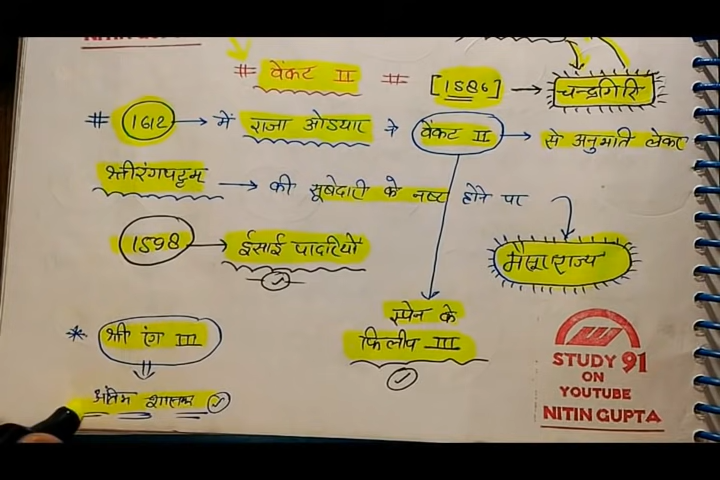 # वेंकट II # [1586] → चन्द्रगिरि
# 1612 → में राजा ओडयार ने वेंकट II → से अनुमति लेकर
श्रीरंगपट्टम → की सूबेदारी के नष्ट होने पर
1598 → ईसाई पादरियों
राज्य
स्पेन के
फिलीप III
* श्री रंग III
अंतिम शासक
STUDY 91
ON
YOUTUBE
NITIN GUPTA